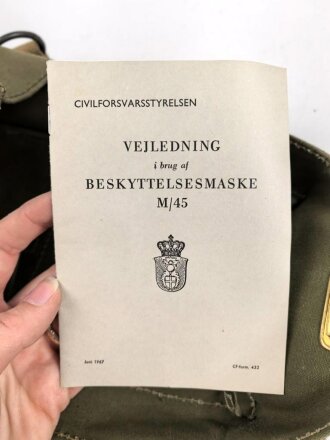 CIVILFORSVARSSTYRELSEN
VEJLEDNING
i brug af
BESKYTTELSESMASKE
M/45
Juni 1967
CF-form. 432